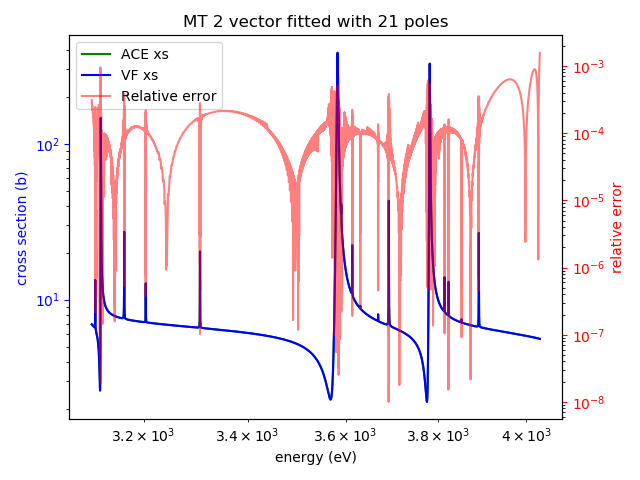 MT 2 vector fitted with 21 poles
ACE xs
VF xs
Relative error
cross section (b)
10²
10¹
relative error
10⁻³
10⁻⁴
10⁻⁵
10⁻⁶
10⁻⁷
10⁻⁸
3.2 × 10³ 3.4 × 10³ 3.6 × 10³ 3.8 × 10³ 4 × 10³
energy (eV)